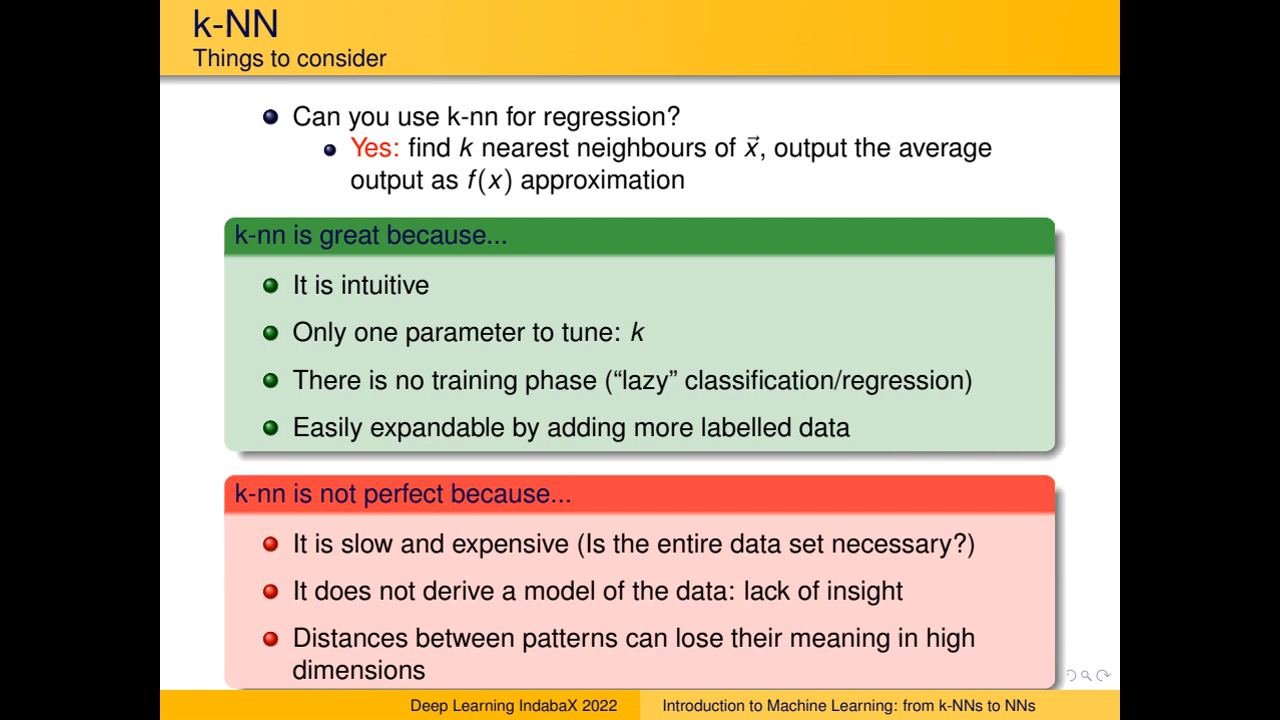 k-NN
Things to consider
Can you use k-nn for regression?
Yes: find k nearest neighbours of x⃗, output the average
output as f(x) approximation
k-nn is great because...
It is intuitive
Only one parameter to tune: k
There is no training phase (“lazy” classification/regression)
Easily expandable by adding more labelled data
k-nn is not perfect because...
It is slow and expensive (Is the entire data set necessary?)
It does not derive a model of the data: lack of insight
Distances between patterns can lose their meaning in high
dimensions
Deep Learning IndabaX 2022
Introduction to Machine Learning: from k-NNs to NNs